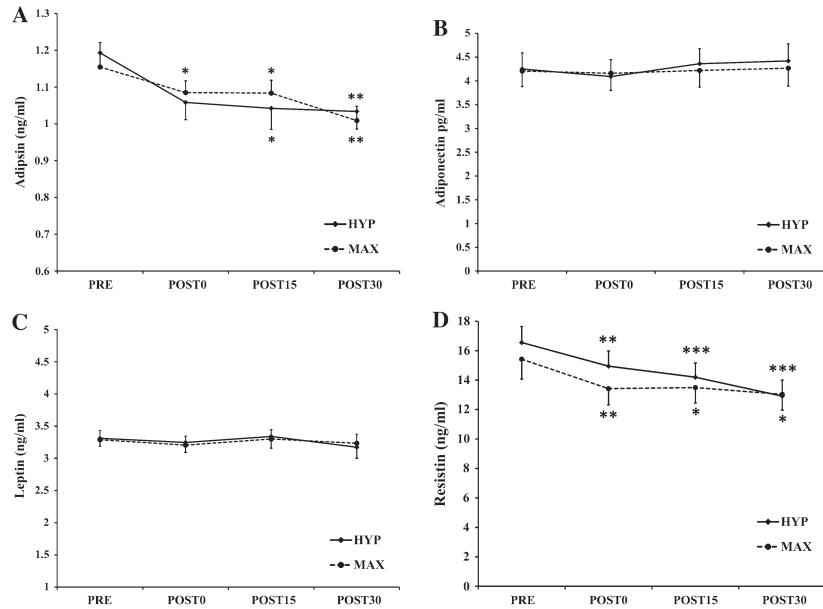 A
1.3
1.2
1.1
1
0.9
0.8
0.7
0.6
Adipsin (ng/ml)
*
*
**
*
**
HYP
MAX
PRE POST0 POST15 POST30
B
5
4.5
4
3.5
3
2.5
2
1.5
1
0.5
0
Adiponectin pg/ml
HYP
MAX
PRE POST0 POST15 POST30
C
5
4.5
4
3.5
3
2.5
2
1.5
1
Leptin (ng/ml)
HYP
MAX
PRE POST0 POST15 POST30
D
18
16
14
12
10
8
6
4
2
0
Resistin (ng/ml)
**
***
***
**
*
*
HYP
MAX
PRE POST0 POST15 POST30